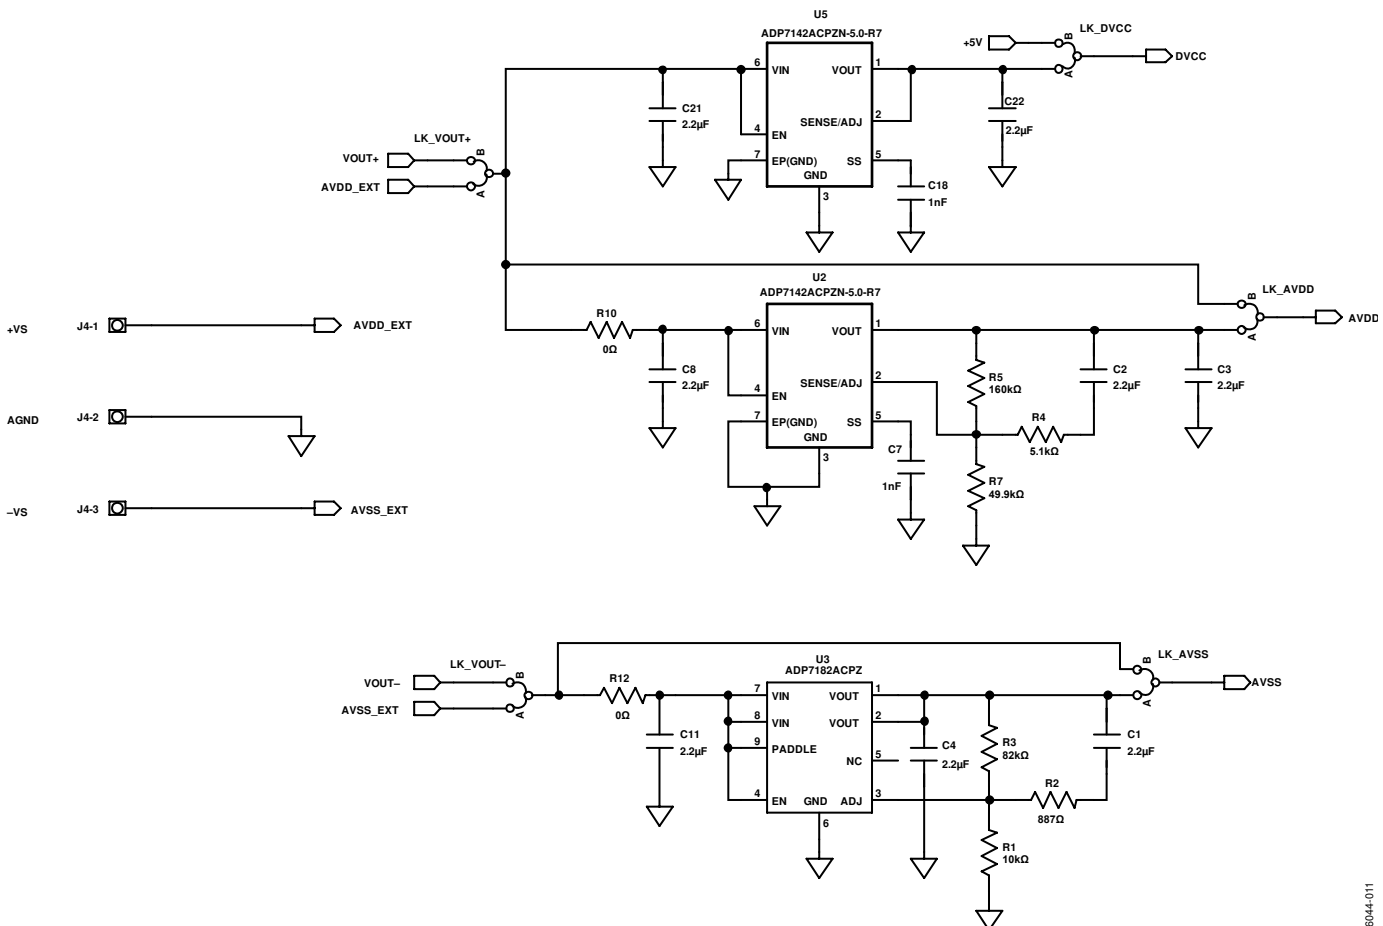 U5
ADP7142ACPZN-5.0-R7
6 VIN VOUT 1
4 EN SENSE/ADJ 2
7 EP(GND) SS 5
GND
3
C21
2.2µF
C22
2.2µF
C18
1nF
+5V
LK_DVCC
B
A
DVCC
LK_VOUT+
VOUT+
AVDD_EXT
B
A
U2
ADP7142ACPZN-5.0-R7
6 VIN VOUT 1
4 EN SENSE/ADJ 2
7 EP(GND) SS 5
GND
3
R10
0Ω
C8
2.2µF
C7
1nF
R5
160kΩ
R4
5.1kΩ
R7
49.9kΩ
C2
2.2µF
C3
2.2µF
LK_AVDD
B
A
AVDD
+VS J4-1 AVDD_EXT
AGND J4-2
–VS J4-3 AVSS_EXT
U3
ADP7182ACPZ
7 VIN VOUT 1
8 VIN VOUT 2
9 PADDLE NC 5
4 EN GND ADJ 3
6
LK_VOUT–
VOUT–
AVSS_EXT
B
A
R12
0Ω
C11
2.2µF
C4
2.2µF
R3
82kΩ
R2
887Ω
R1
10kΩ
C1
2.2µF
LK_AVSS
B
A
AVSS
6044-011